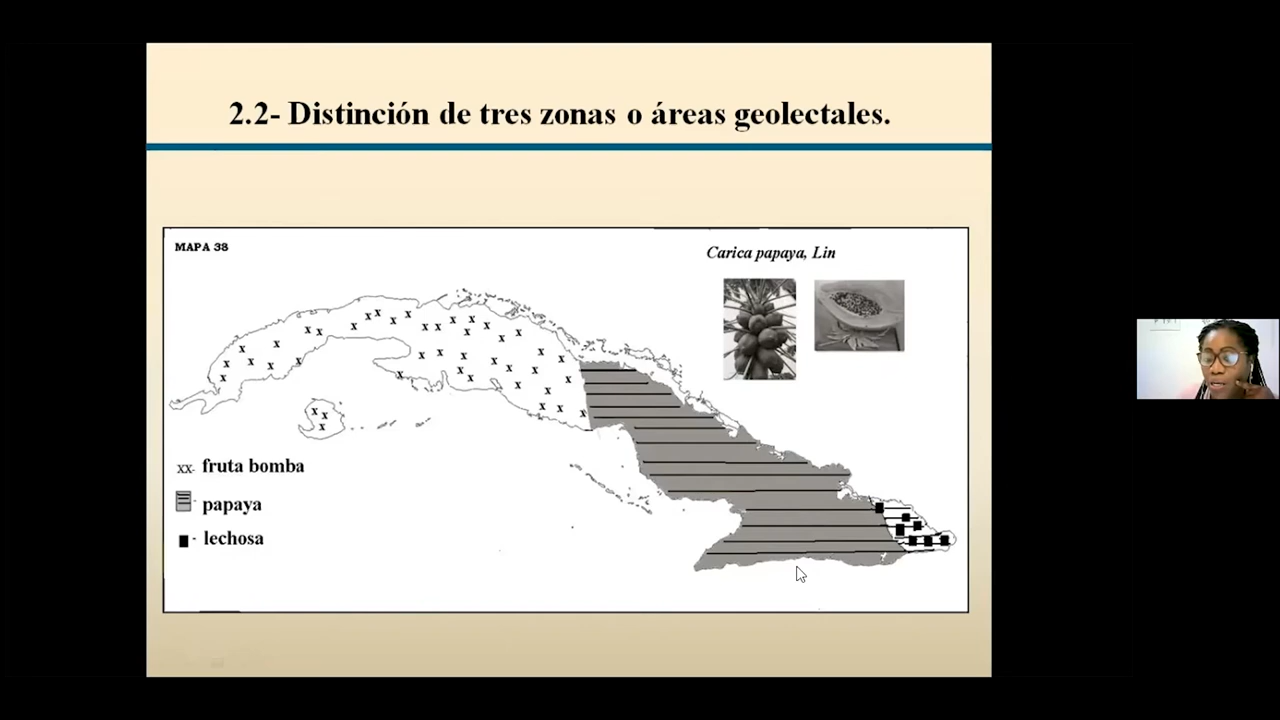 2.2- Distinción de tres zonas o áreas geolectales.
MAPA 38
Carica papaya, Lin
xx- fruta bomba
- papaya
- lechosa